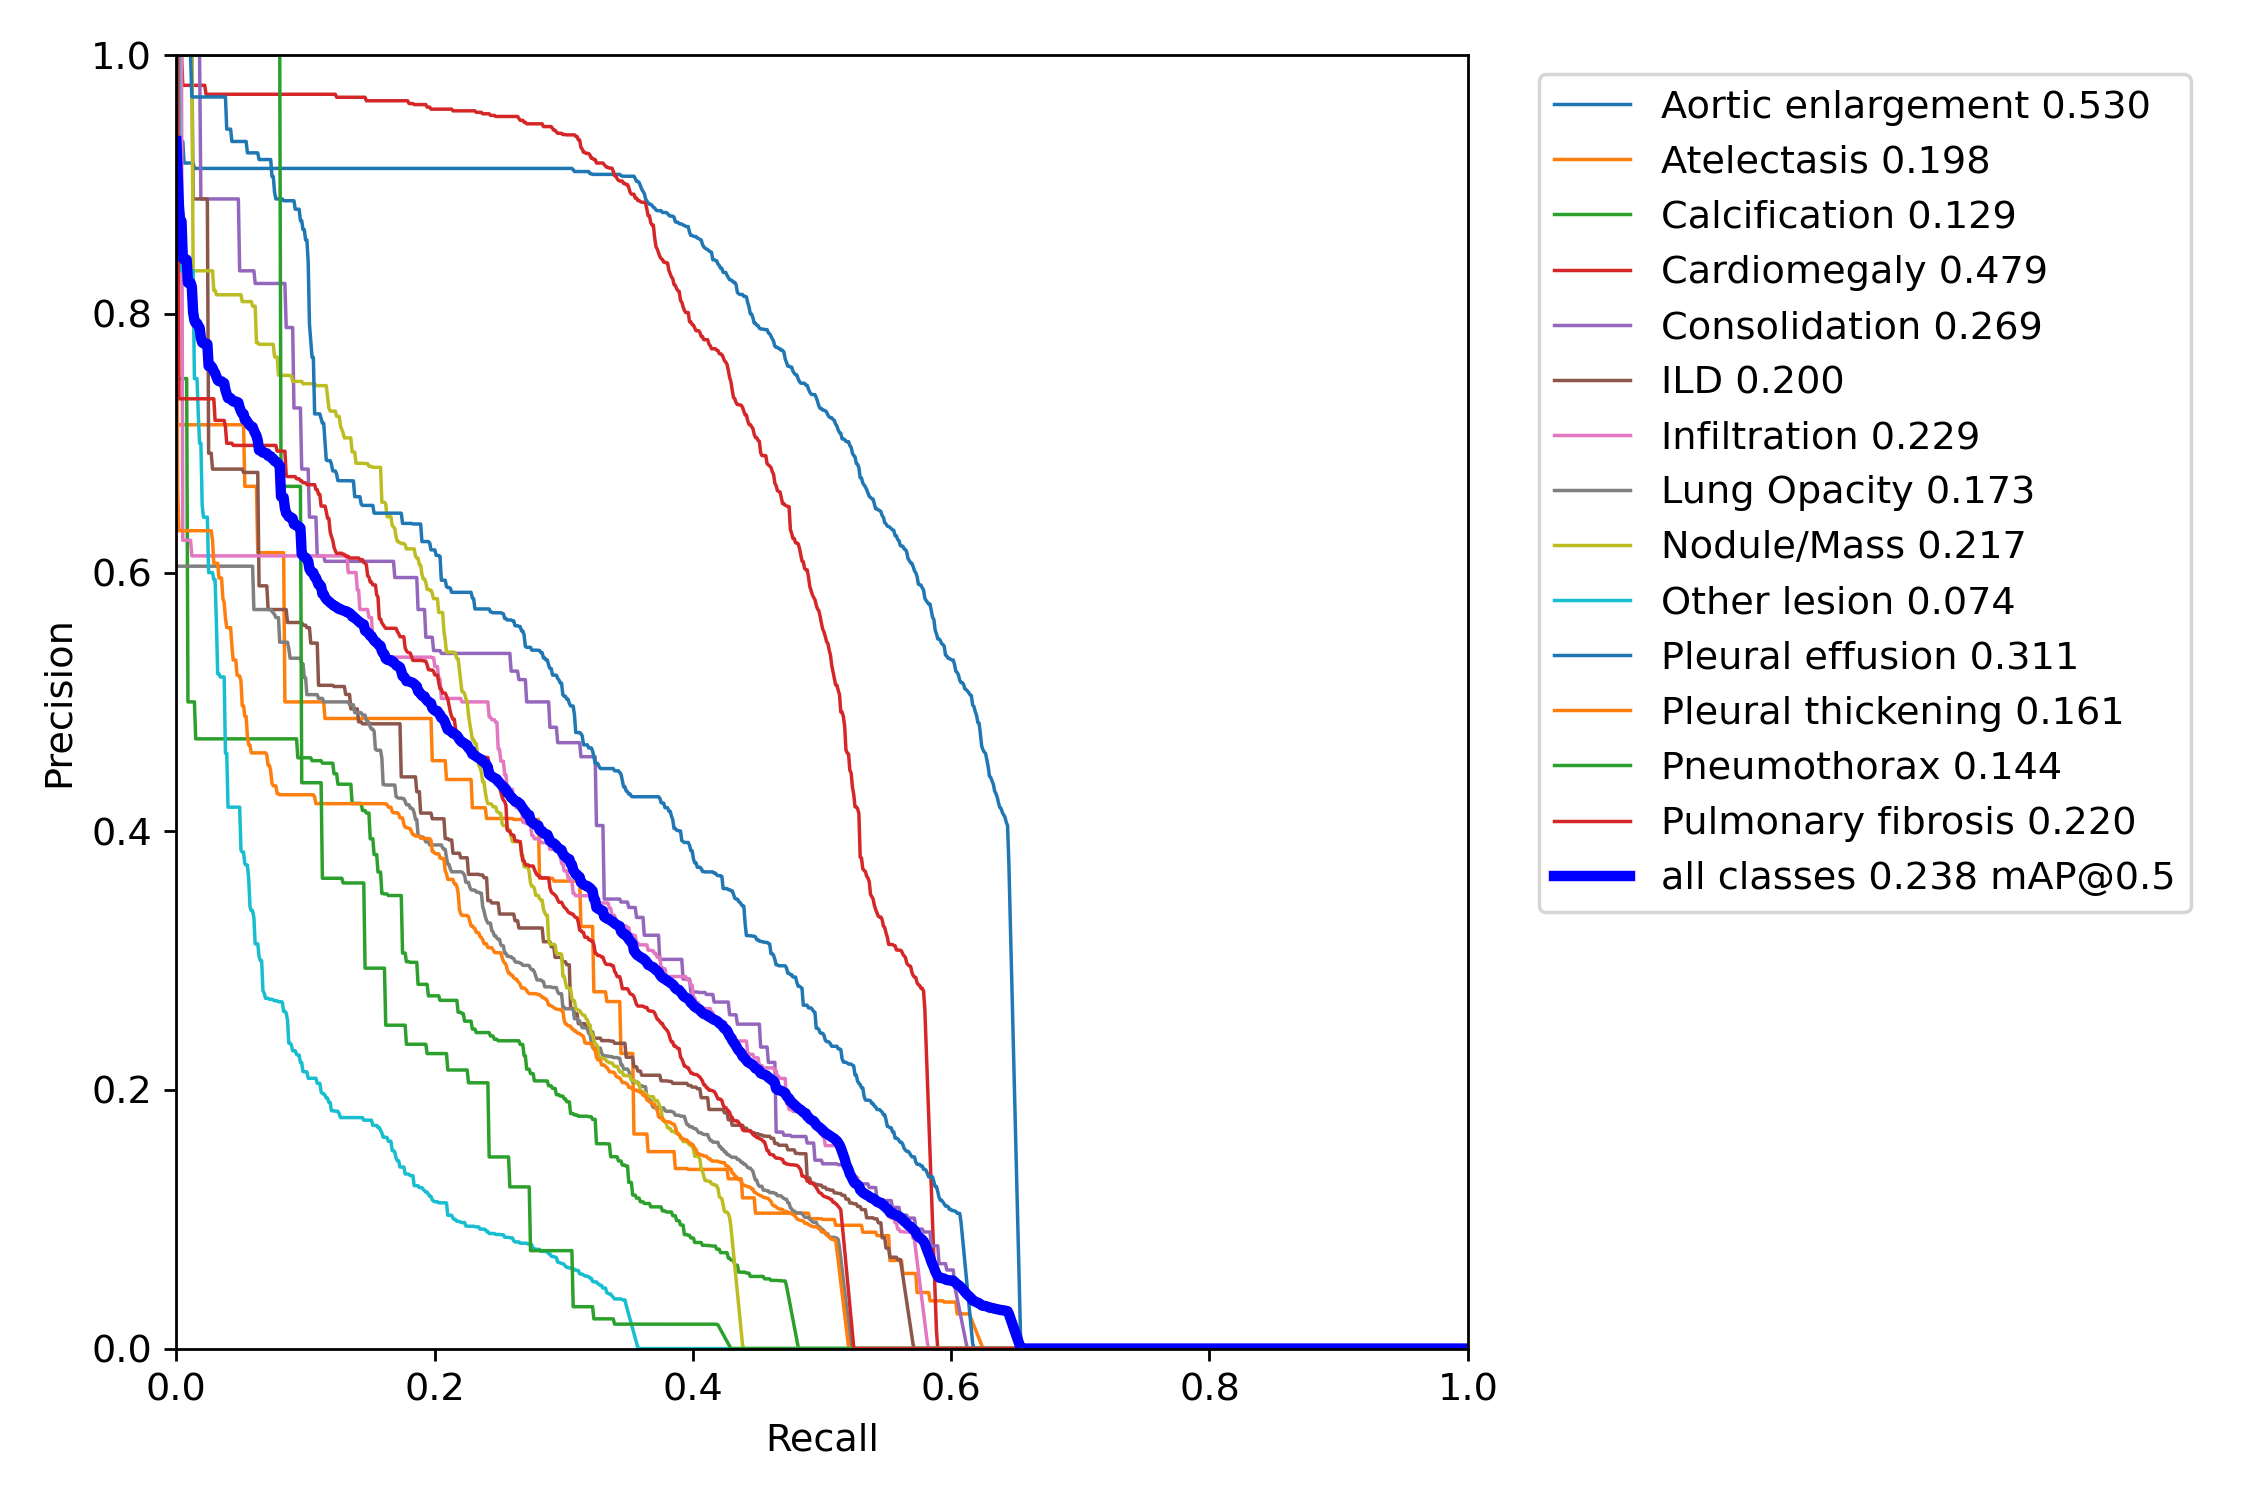 1.0
0.8
0.6
0.4
0.2
0.0
Precision
0.0 0.2 0.4 0.6 0.8 1.0
Recall
Aortic enlargement 0.530
Atelectasis 0.198
Calcification 0.129
Cardiomegaly 0.479
Consolidation 0.269
ILD 0.200
Infiltration 0.229
Lung Opacity 0.173
Nodule/Mass 0.217
Other lesion 0.074
Pleural effusion 0.311
Pleural thickening 0.161
Pneumothorax 0.144
Pulmonary fibrosis 0.220
all classes 0.238 mAP@0.5